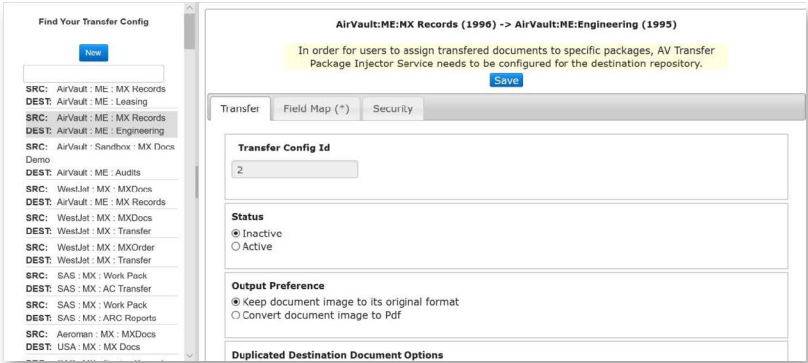 Find Your Transfer Config
New
SRC: AirVault : ME : MX Records
DEST: AirVault : ME : Leasing
SRC: AirVault : ME : MX Records
DEST: AirVault : ME : Engineering
SRC: AirVault : Sandbox : MX Docs
Demo
DEST: AirVault : ME : Audits
SRC: WestJet : MX : MXDocs
DEST: AirVault : ME : MX Records
SRC: WestJet : MX : MXDocs
DEST: WestJet : MX : Transfer
SRC: WestJet : MX : MXOrder
DEST: WestJet : MX : Transfer
SRC: SAS : MX : Work Pack
DEST: SAS : MX : AC Transfer
SRC: SAS : MX : Work Pack
DEST: SAS : MX : ARC Reports
SRC: Aeroman : MX : MXDocs
DEST: USA : MX : MX Docs
AirVault:ME:MX Records (1996) -> AirVault:ME:Engineering (1995)
In order for users to assign transfered documents to specific packages, AV Transfer
Package Injector Service needs to be configured for the destination repository.
Save
Transfer Field Map (*) Security
Transfer Config Id
2
Status
Inactive
Active
Output Preference
Keep document image to its original format
Convert document image to Pdf
Duplicated Destination Document Options